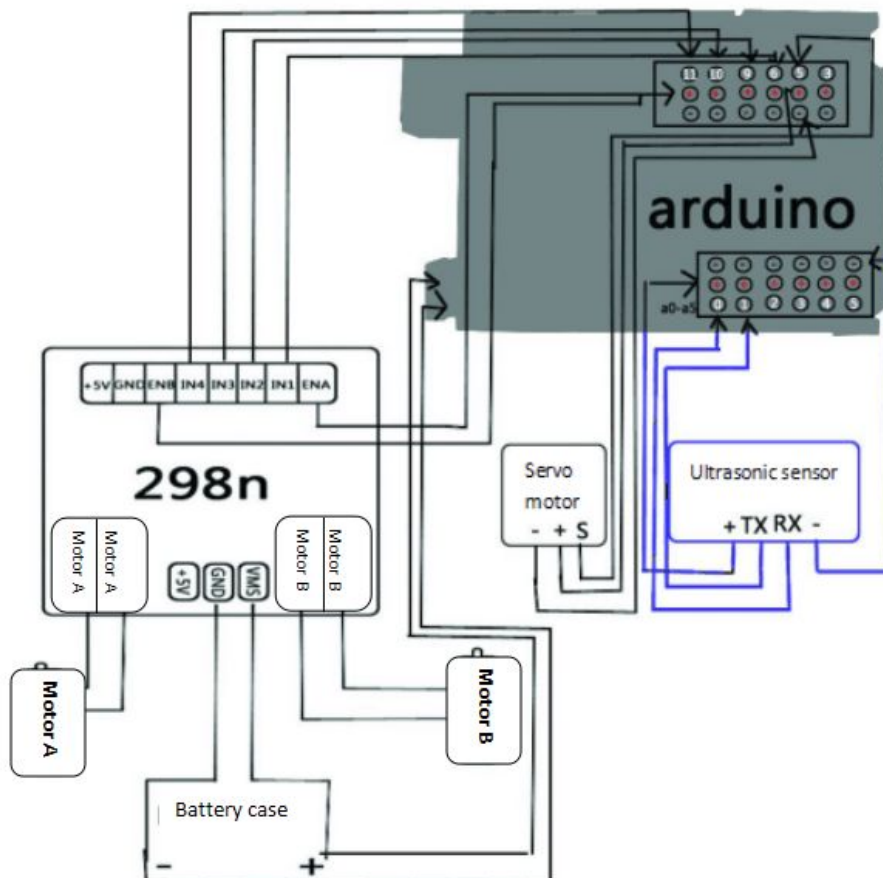 11 10 9 6 5 3
+ + + + + +
- - - - - -
arduino
- - - - - -
+ + + + + +
a0-a5 0 1 2 3 4 5
+5V GND ENB IN4 IN3 IN2 IN1 ENA
298n
Servo
motor
- + S
Ultrasonic sensor
+ TX RX -
Motor A
Motor A
+5V
GND
VMS
Motor B
Motor B
Motor A
Motor B
Battery case
- +